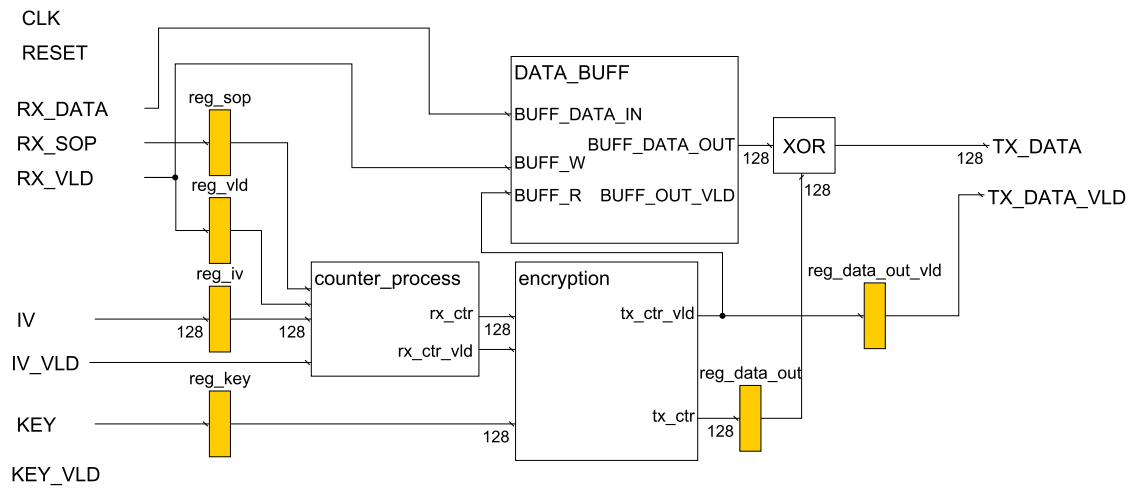 CLK
RESET
RX_DATA
RX_SOP
RX_VLD
reg_sop
reg_vld
reg_iv
IV
128
128
IV_VLD
reg_key
KEY
128
KEY_VLD
counter_process
rx_ctr
128
rx_ctr_vld
encryption
tx_ctr_vld
tx_ctr
128
DATA_BUFF
BUFF_DATA_IN
BUFF_DATA_OUT
BUFF_W
BUFF_R
BUFF_OUT_VLD
128
XOR
128
128
TX_DATA
TX_DATA_VLD
reg_data_out_vld
reg_data_out